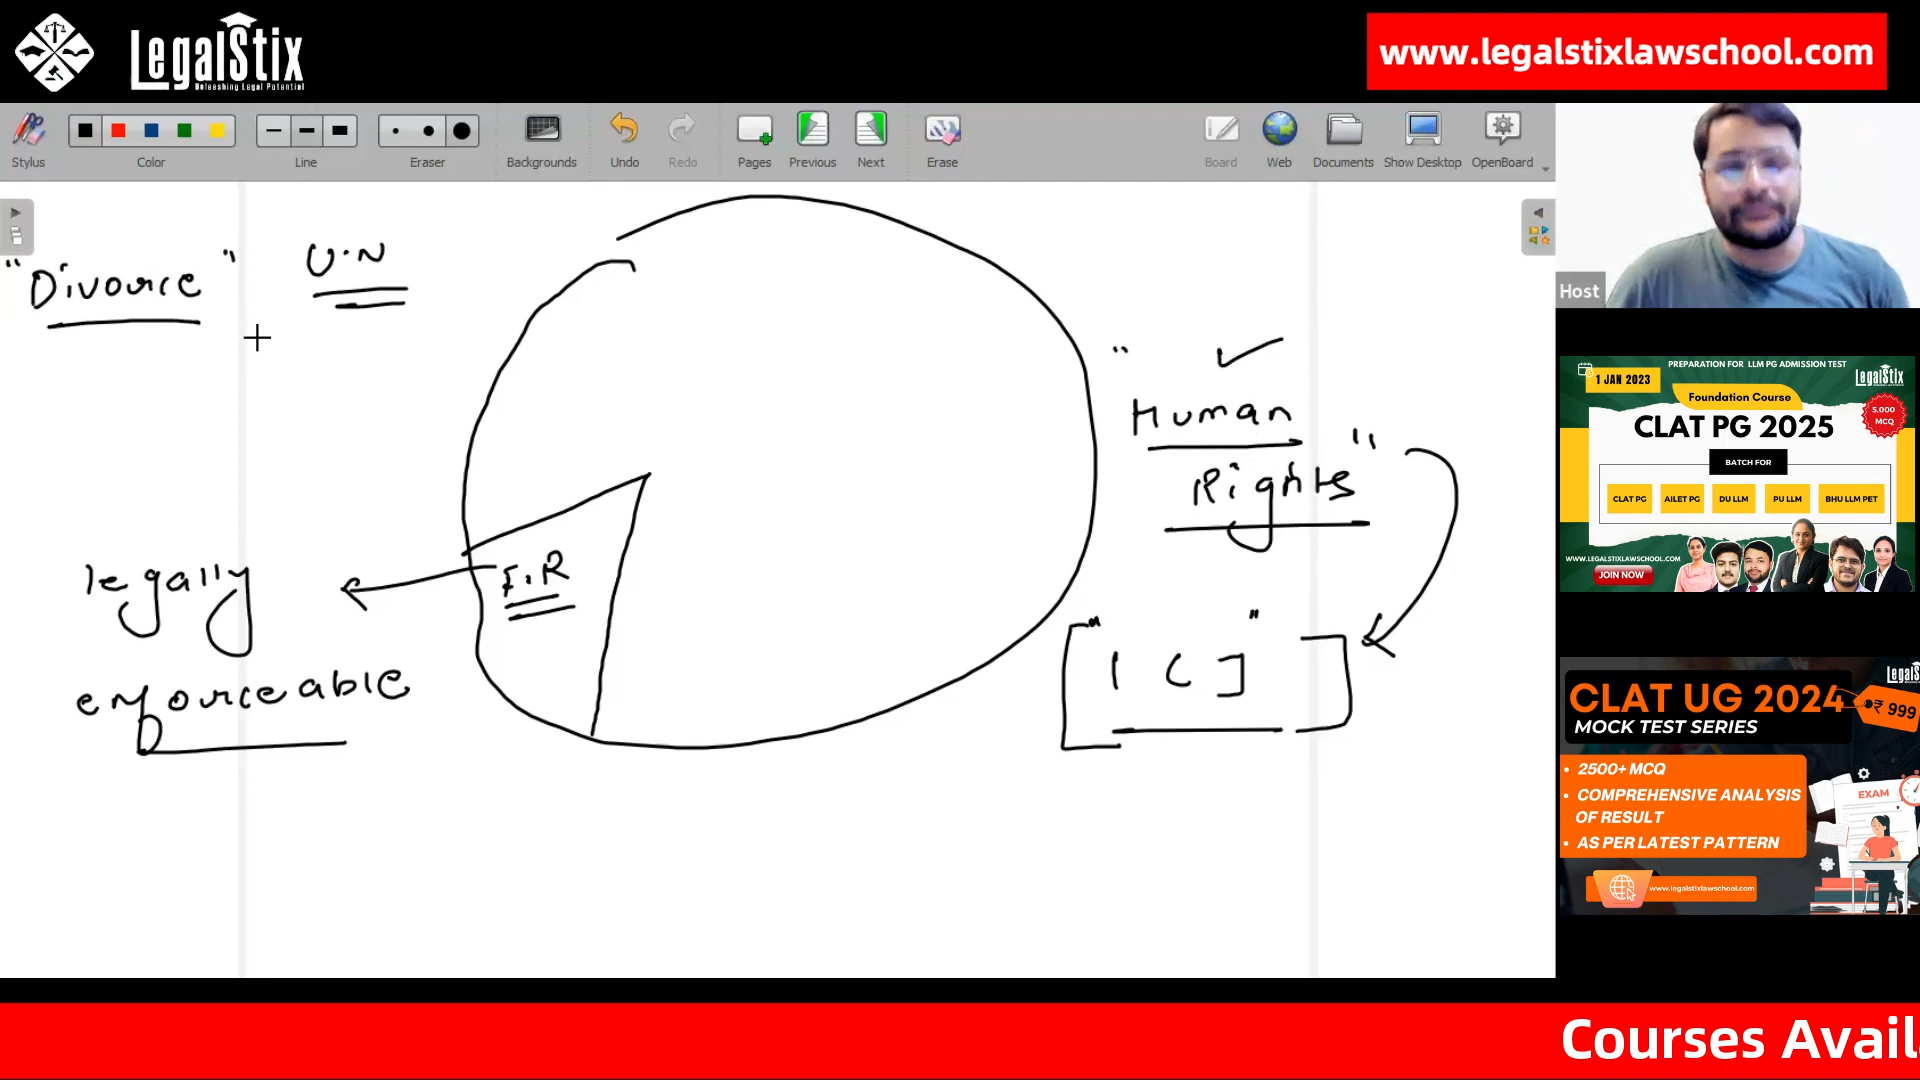 LegalStix
Unleashing Legal Potential
www.legalstixlawschool.com
Stylus
Color
Line
Eraser
Backgrounds
Undo
Redo
Pages
Previous
Next
Erase
Board
Web
Documents
Show Desktop
OpenBoard
Host
"Divorce"
U.N
"Human
Rights"
F.R
legally
enforceable
["ICJ"]
PREPARATION FOR LLM PG ADMISSION TEST
1 JAN 2023
LegalStix
Foundation Course
5,000
MCQ
CLAT PG 2025
BATCH FOR
CLAT PG
AILET PG
DU LLM
PU LLM
BHU LLM PET
WWW.LEGALSTIXLAWSCHOOL.COM
JOIN NOW
LegalS
CLAT UG 2024
₹ 999
MOCK TEST SERIES
• 2500+ MCQ
• COMPREHENSIVE ANALYSIS
OF RESULT
• AS PER LATEST PATTERN
EXAM
www.legalstixlawschool.com
Courses Avail